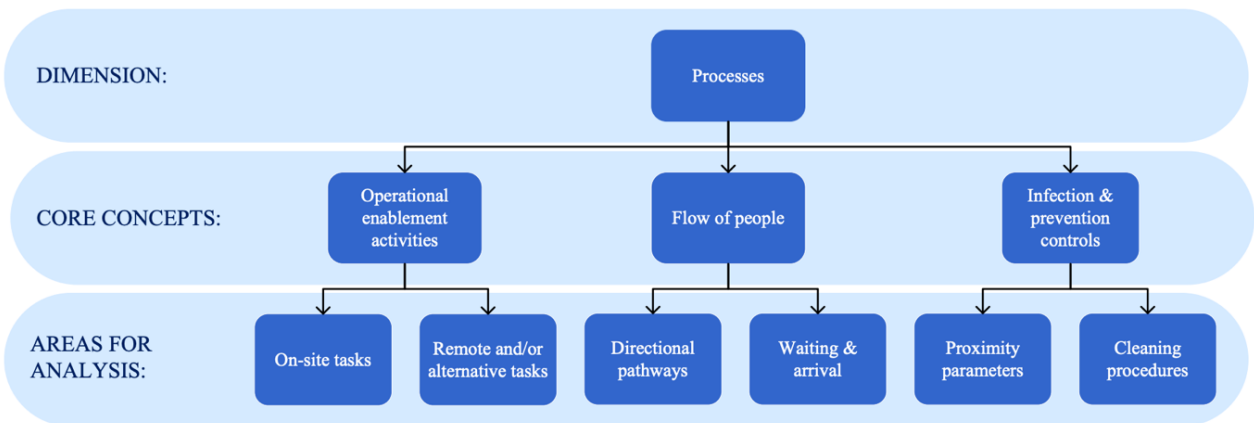 DIMENSION:
Processes
CORE CONCEPTS:
Operational
enablement
activities
Flow of people
Infection &
prevention
controls
AREAS FOR
ANALYSIS:
On-site tasks
Remote and/or
alternative tasks
Directional
pathways
Waiting &
arrival
Proximity
parameters
Cleaning
procedures